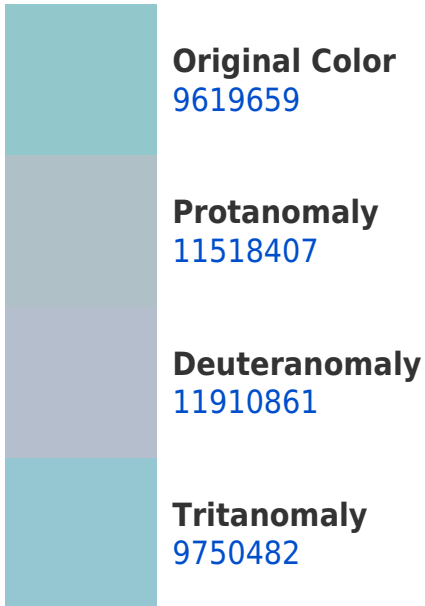 Original Color
9619659
Protanomaly
11518407
Deuteranomaly
11910861
Tritanomaly
9750482